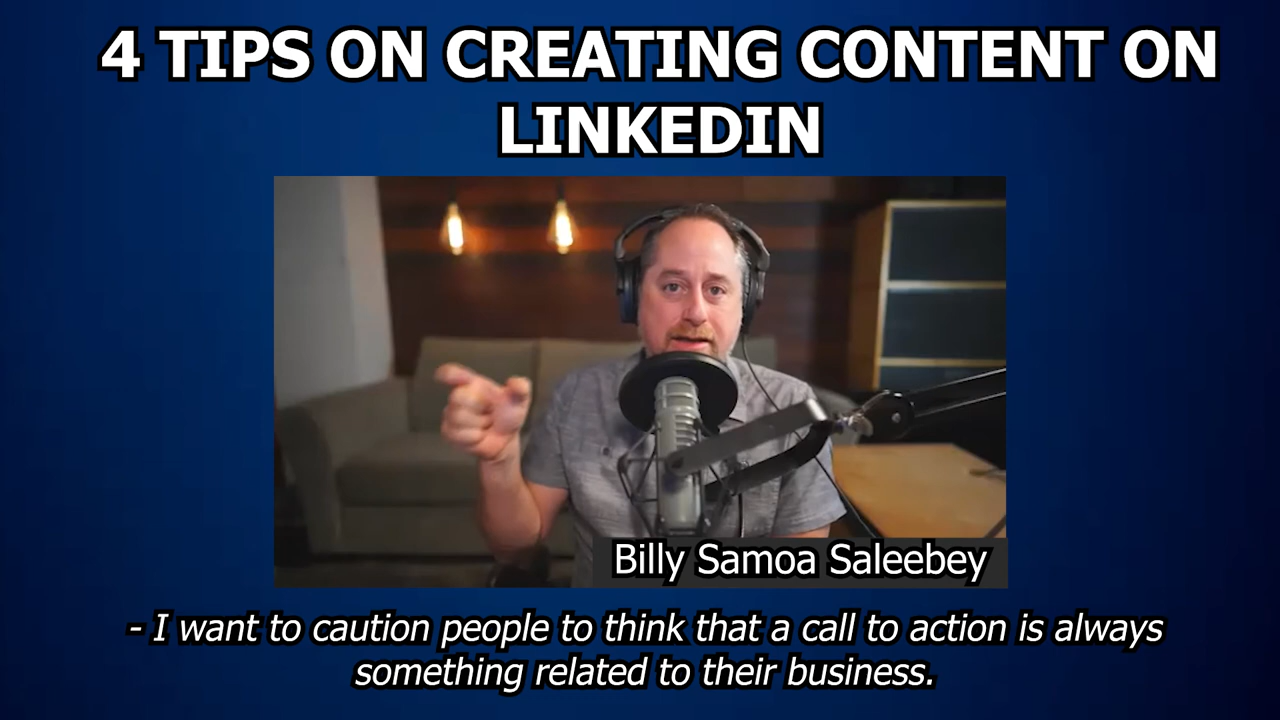 4 TIPS ON CREATING CONTENT ON
LINKEDIN
Billy Samoa Saleebey
- I want to caution people to think that a call to action is always
something related to their business.